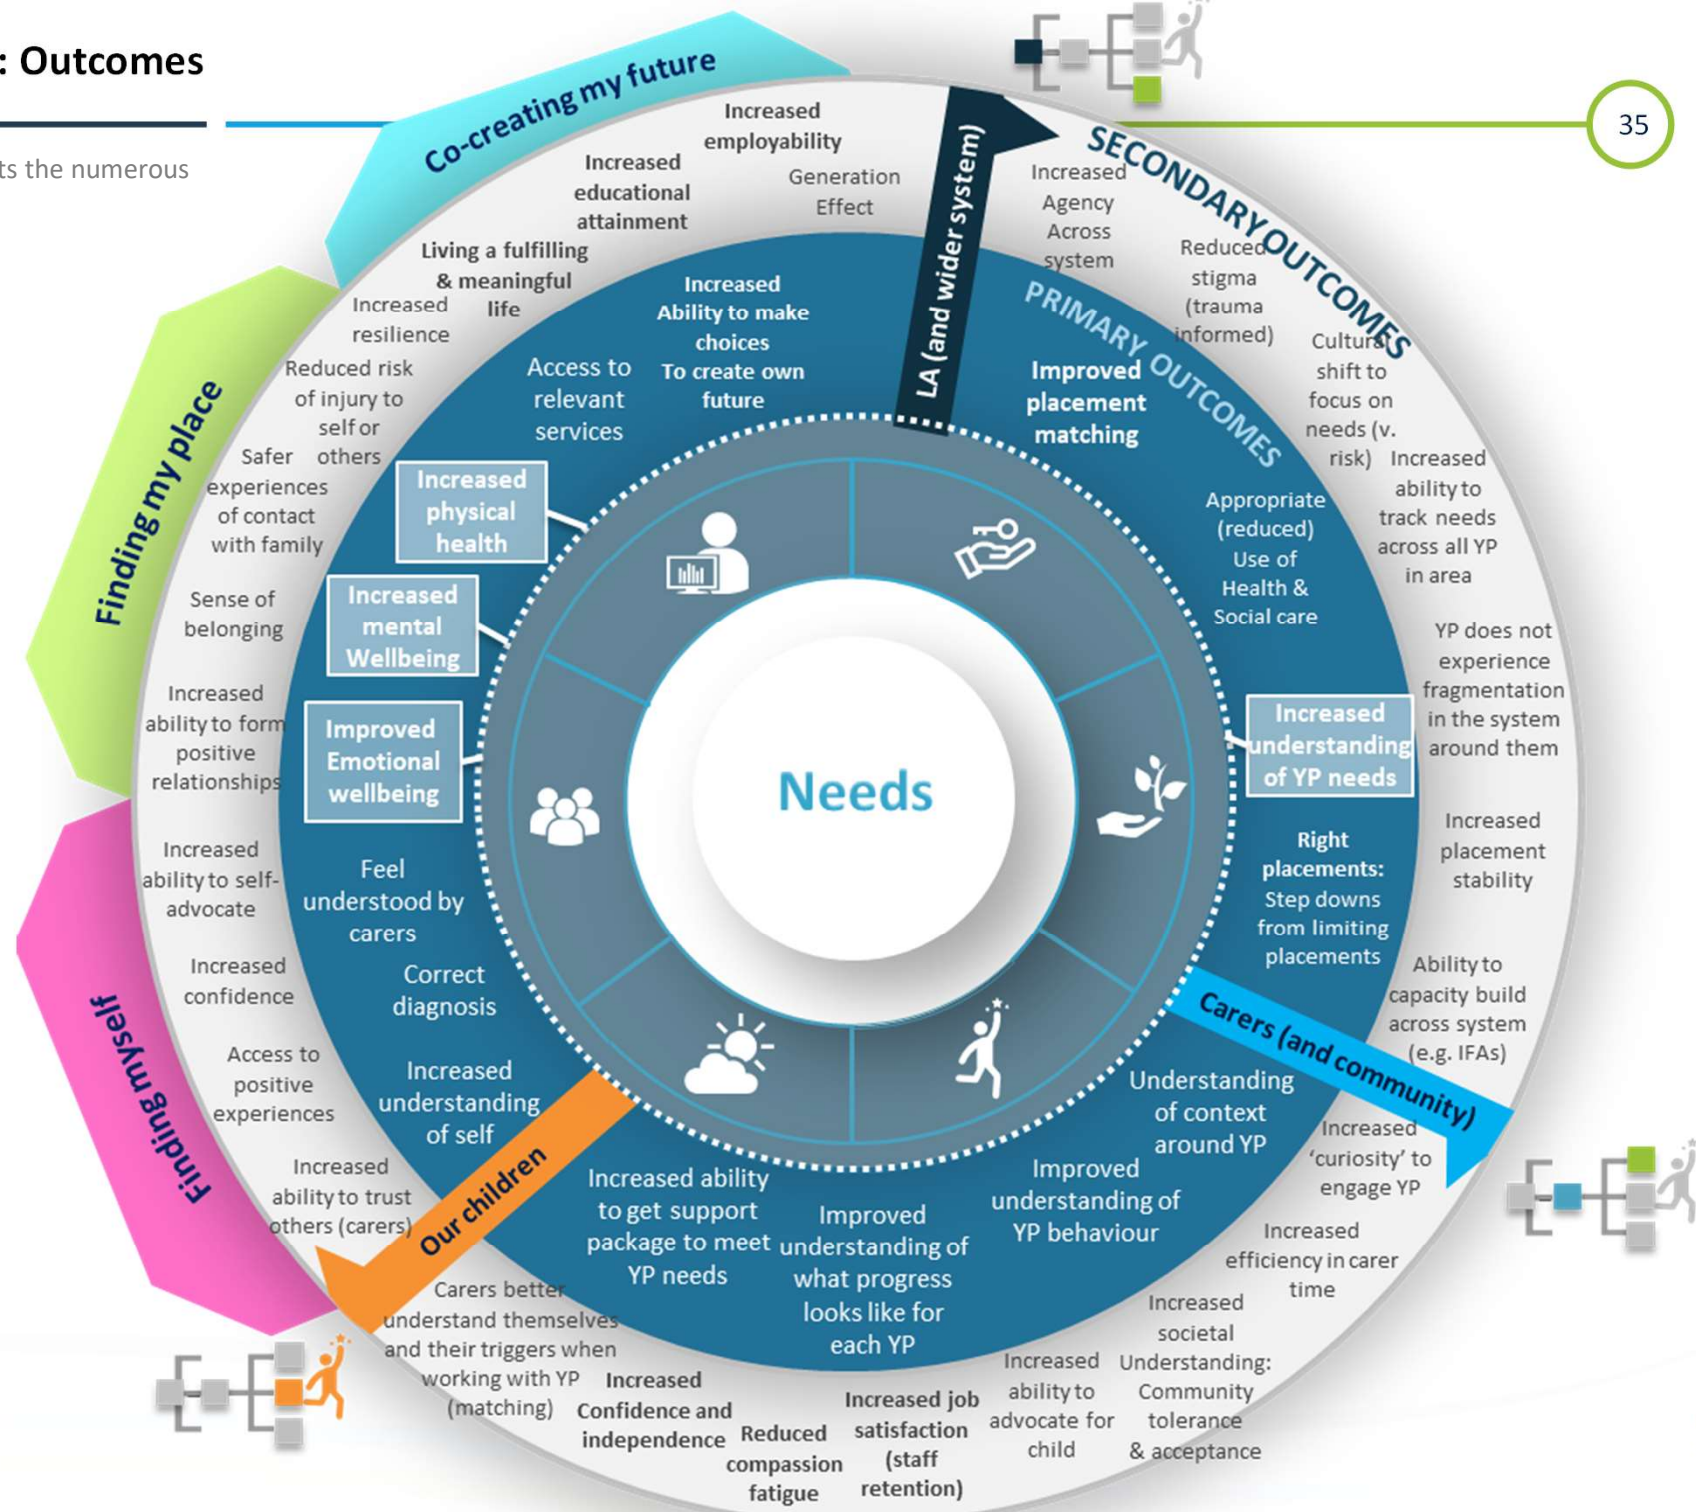 : Outcomes
ts the numerous
35
Co-creating my future
Finding my place
Finding myself
LA (and wider system)
Carers (and community)
Our children
SECONDARY OUTCOMES
PRIMARY OUTCOMES
Needs
Increased
employability
Generation
Effect
Increased
educational
attainment
Living a fulfilling
& meaningful
life
Increased
resilience
Reduced risk
of injury to
self or
others
Safer
experiences
of contact
with family
Sense of
belonging
Increased
ability to form
positive
relationships
Increased
ability to self-
advocate
Increased
confidence
Access to
positive
experiences
Increased
ability to trust
others (carers)
Increased
Ability to make
choices
To create own
future
Access to
relevant
services
Increased
physical
health
Increased
mental
Wellbeing
Improved
Emotional
wellbeing
Feel
understood by
carers
Correct
diagnosis
Increased
understanding
of self
Increased
Agency
Across
system
Reduced
stigma
(trauma
informed)
Cultural
shift to
focus on
needs (v.
risk)
Increased
ability to
track needs
across all YP
in area
YP does not
experience
fragmentation
in the system
around them
Increased
placement
stability
Ability to
capacity build
across system
(e.g. IFAs)
Improved
placement
matching
Appropriate
(reduced)
Use of
Health &
Social care
Increased
understanding
of YP needs
Right
placements:
Step downs
from limiting
placements
Understanding
of context
around YP
Improved
understanding of
YP behaviour
Improved
understanding of
what progress
looks like for
each YP
Increased ability
to get support
package to meet
YP needs
Increased
'curiosity' to
engage YP
Increased
efficiency in carer
time
Increased
societal
Understanding:
Community
tolerance
& acceptance
Increased
ability to
advocate for
child
Increased job
satisfaction
(staff
retention)
Reduced
compassion
fatigue
Increased
Confidence and
independence
Carers better
understand themselves
and their triggers when
working with YP
(matching)